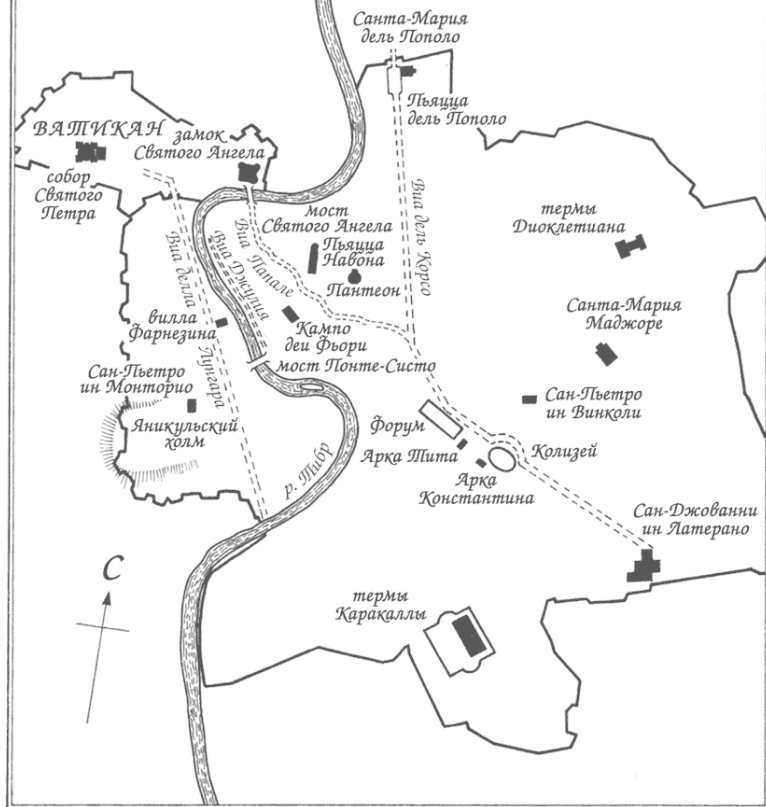 Санта-Мария
дель Пополо
Пьяцца
дель Пополо
ВАТИКАН
замок
Святого Ангела
собор
Святого
Петра
Виа дель Корсо
мост
Святого Ангела
Пьяцца
Навона
Пантеон
термы
Диоклетиана
Виа делла
Лунгара
Виа Джулия
Виа Папале
вилла
Фарнезина
Кампо
деи Фьори
мост Понте-Систо
Санта-Мария
Маджоре
Сан-Пьетро
ин Монторио
Яникульский
холм
Сан-Пьетро
ин Винколи
Форум
Арка Тита
Колизей
Арка
Константина
р. Тибр
Сан-Джованни
ин Латерано
С
термы
Каракаллы